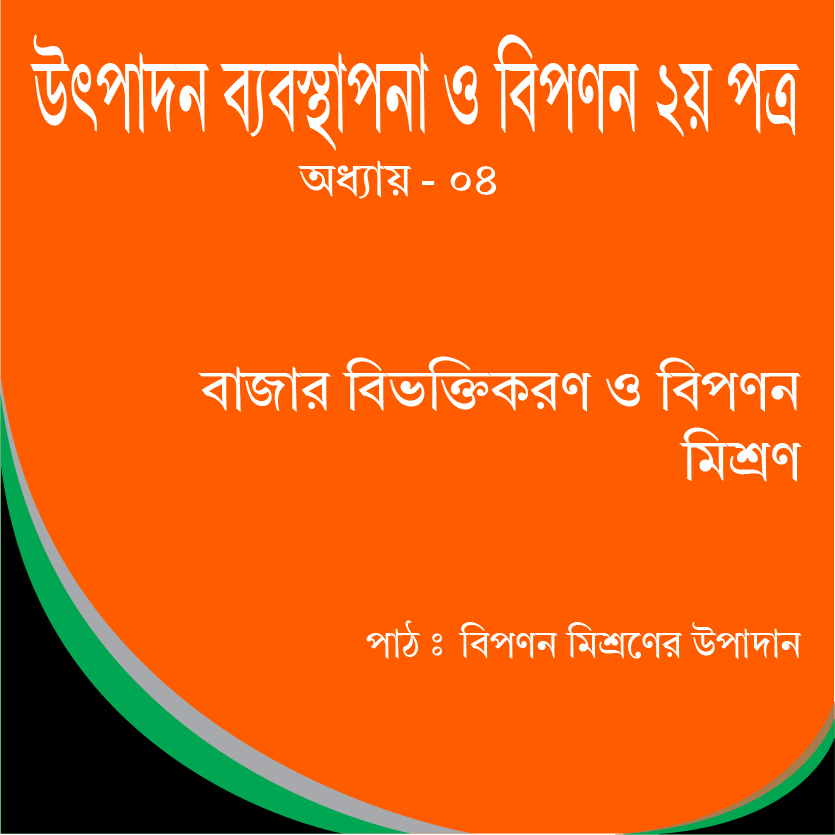 উৎপাদন ব্যবস্থাপনা ও বিপণন ২য় পত্র
অধ্যায় - ০৪
বাজার বিভক্তিকরণ ও বিপণন
মিশ্রণ
পাঠ ঃ বিপণন মিশ্রণের উপাদান